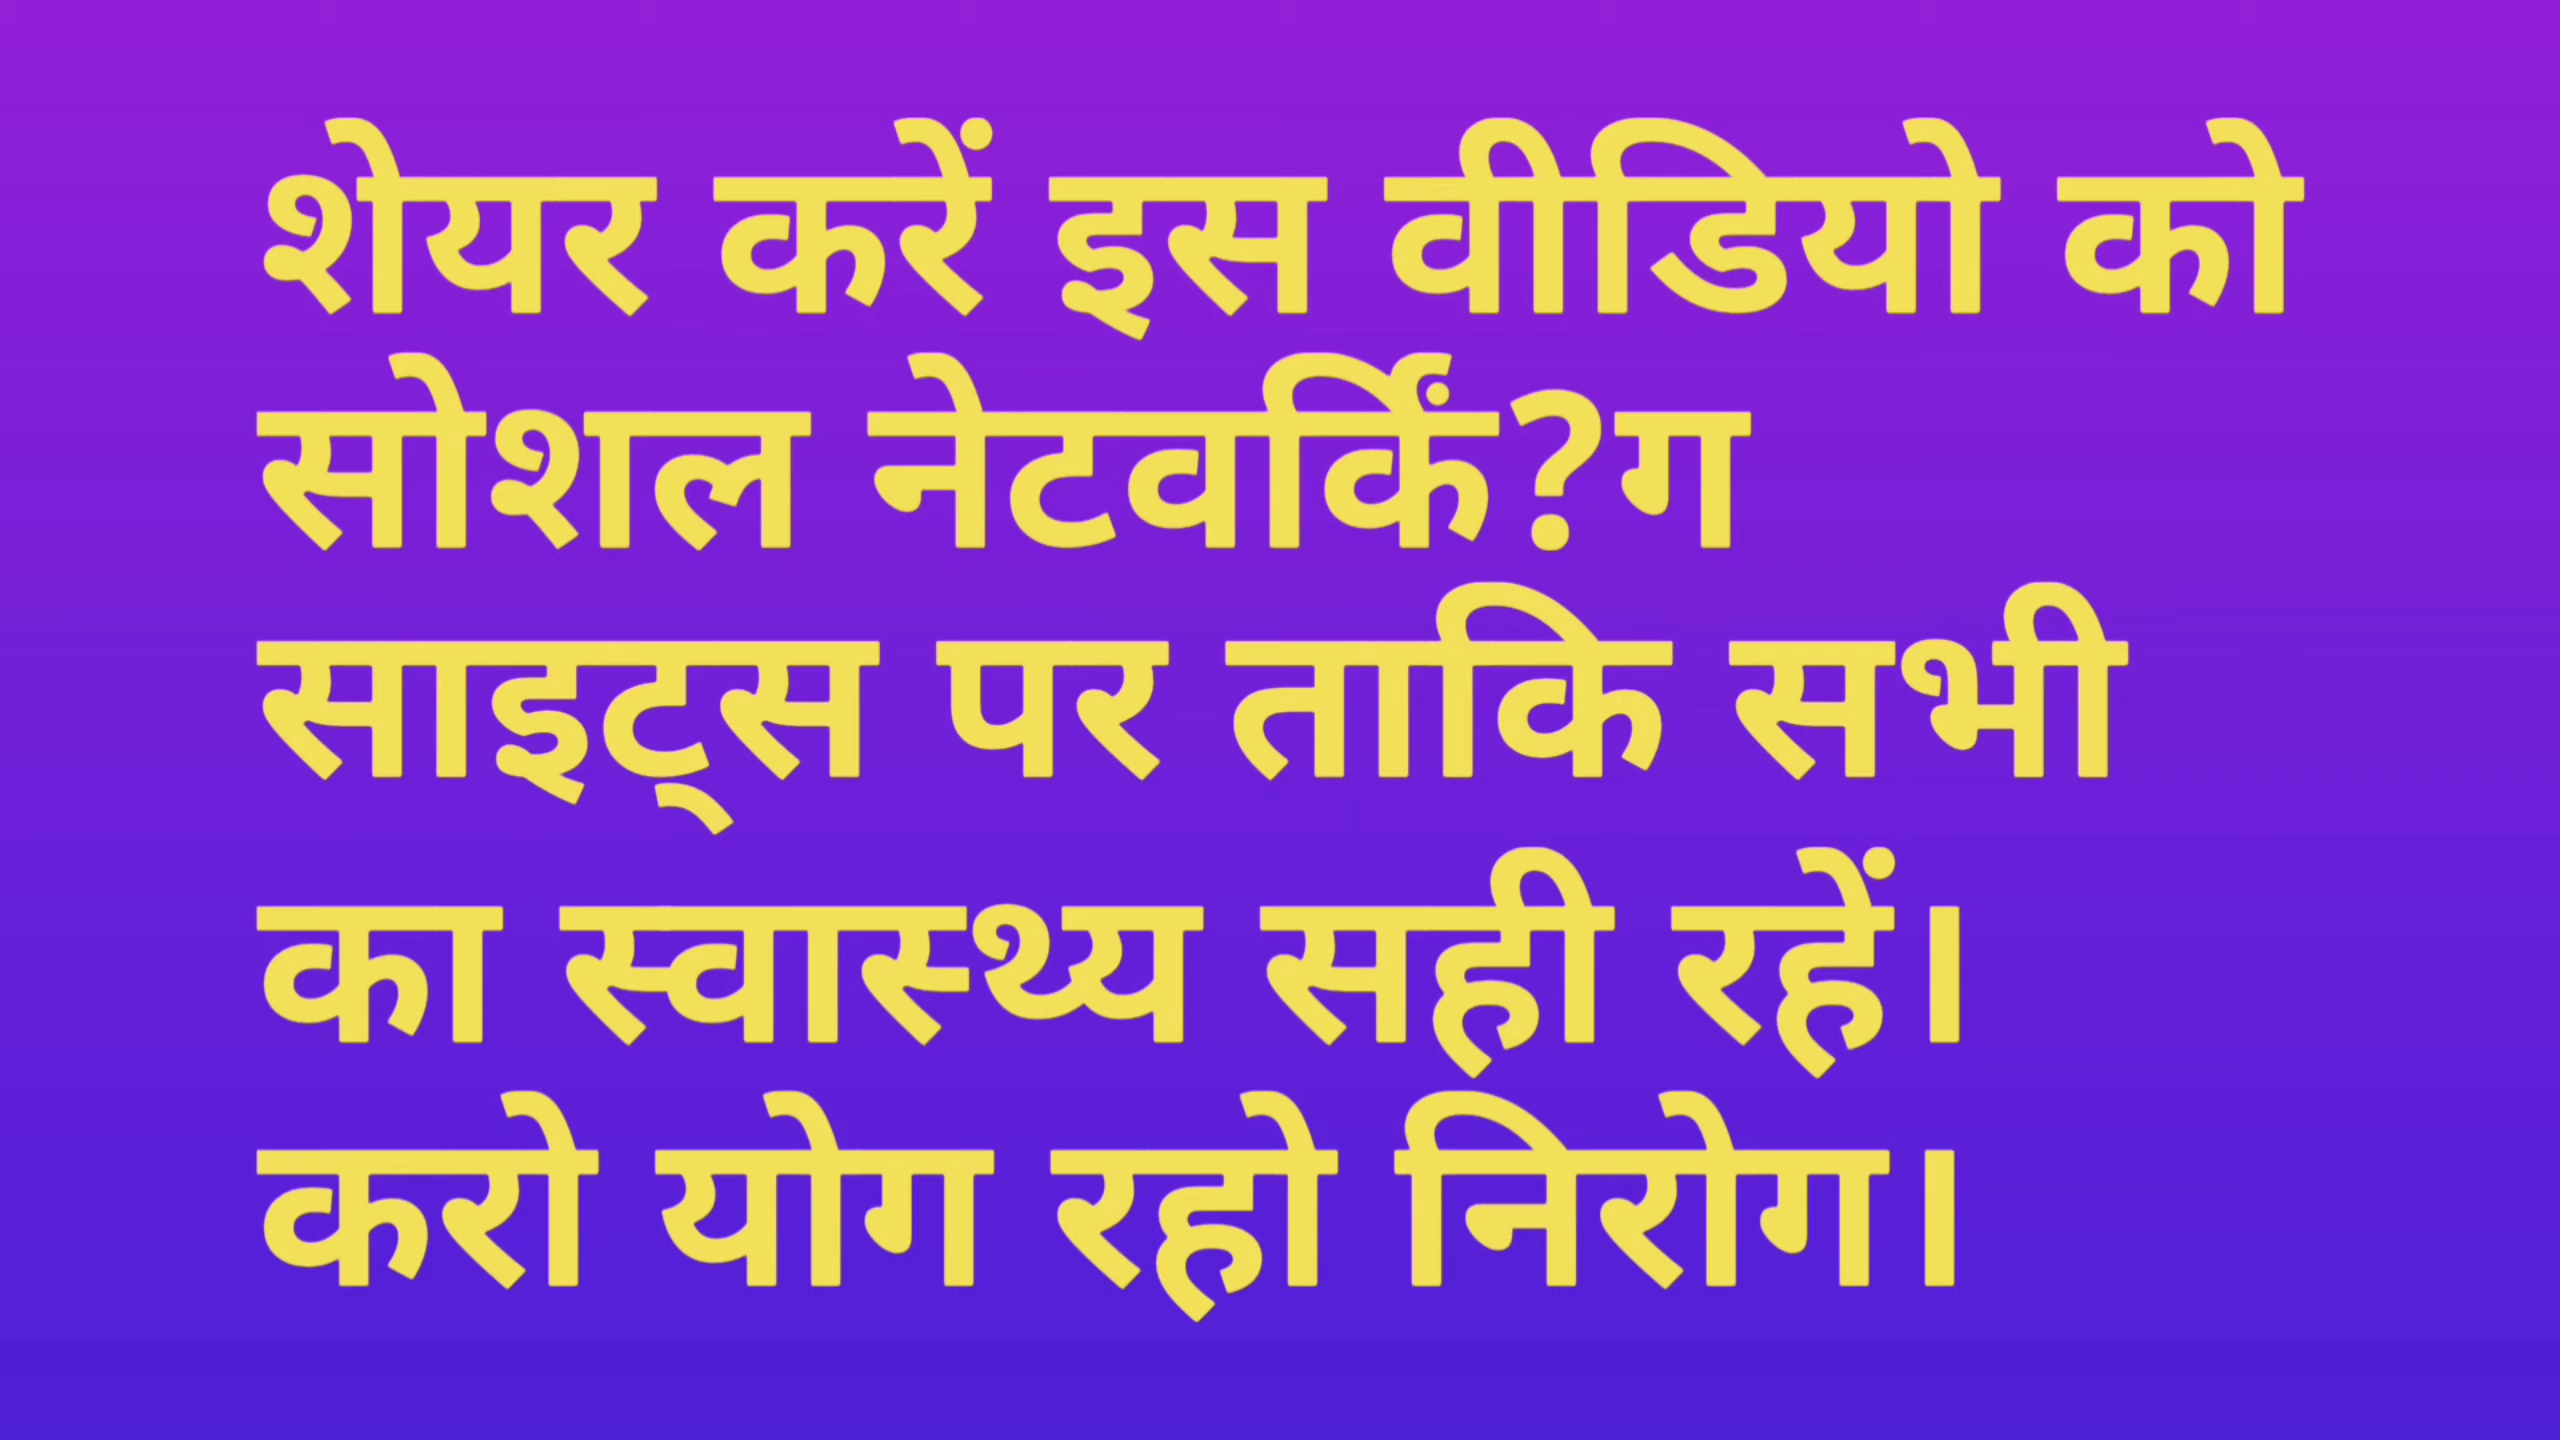 शेयर करें इस वीडियो को
सोशल नेटवर्किं?ग
साइट्स पर ताकि सभी
का स्वास्थ्य सही रहें।
करो योग रहो निरोग।